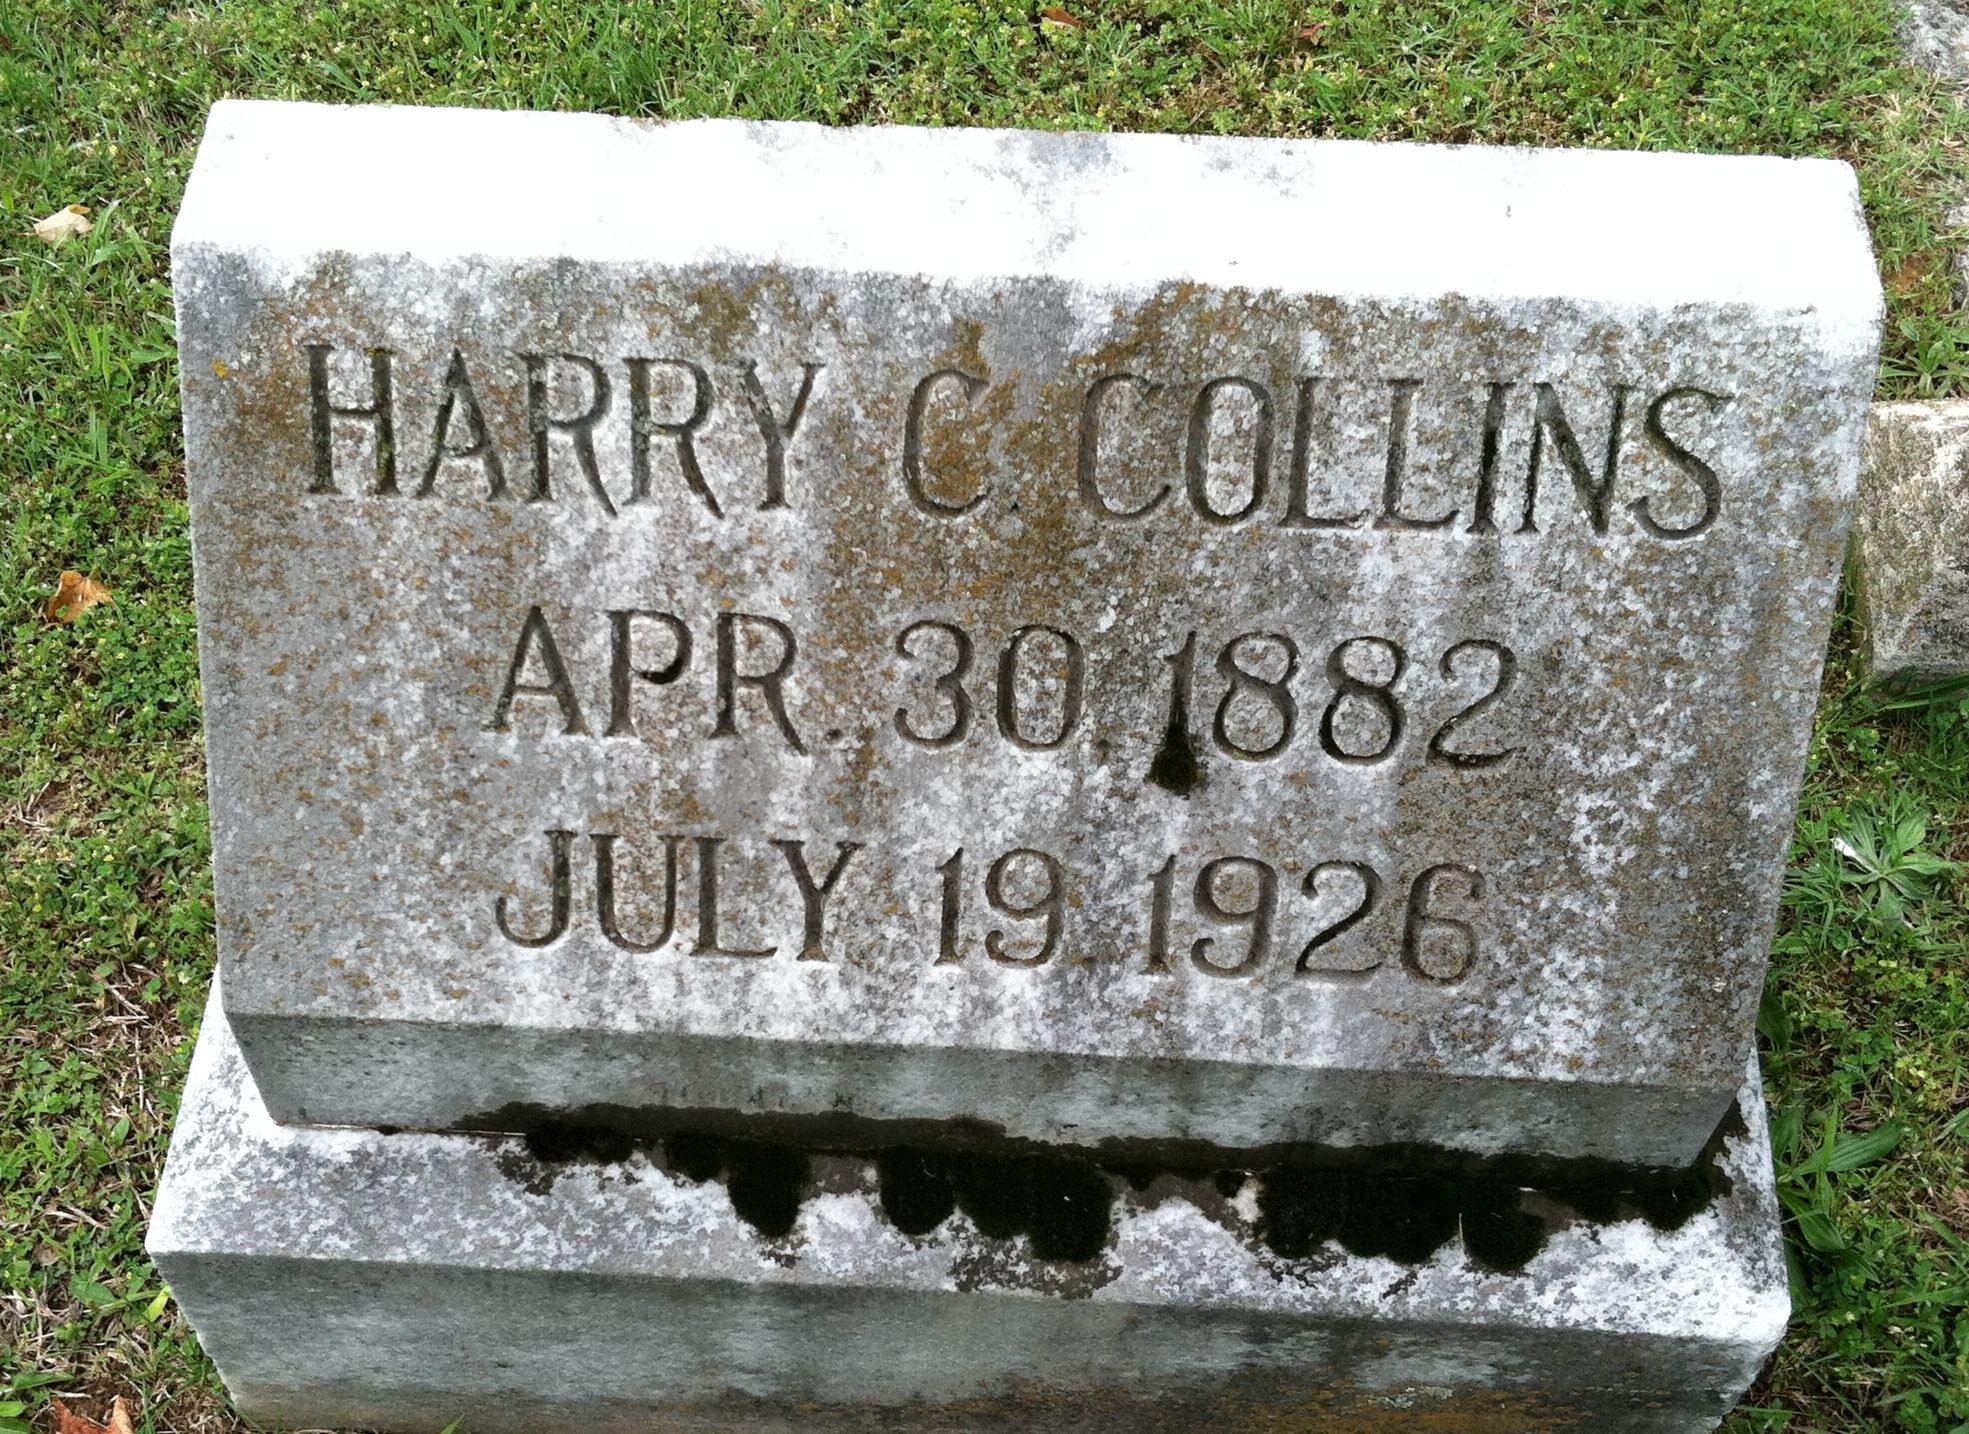 HARRY C. COLLINS
APR. 30, 1882
JULY 19, 1926